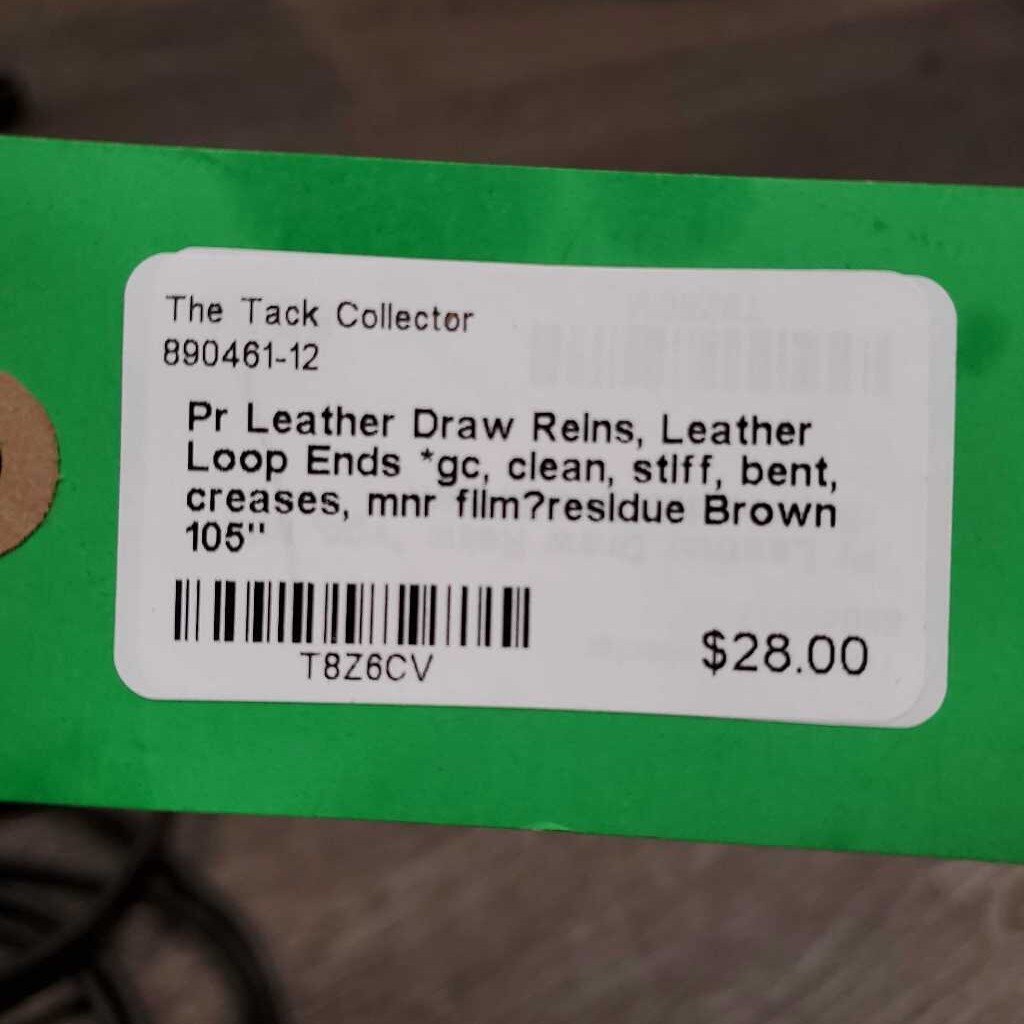 The Tack Collector
890461-12
Pr Leather Draw Reins, Leather
Loop Ends *gc, clean, stiff, bent,
creases, mnr film?residue Brown
105"
T8Z6CV
$28.00